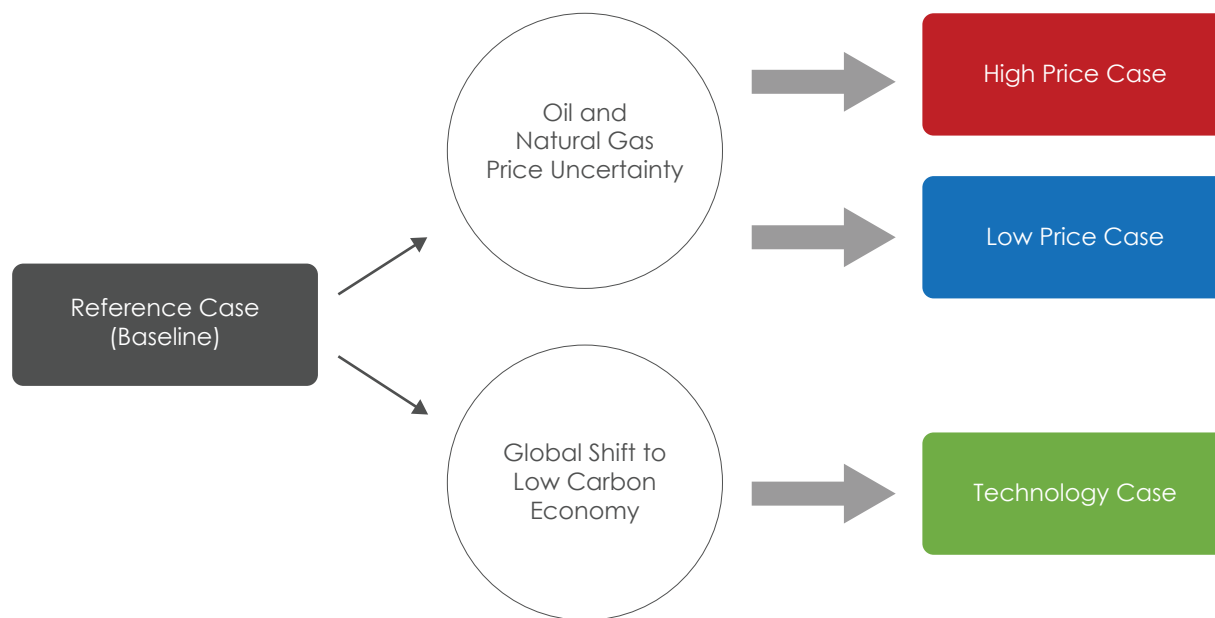 Reference Case
(Baseline)
Oil and
Natural Gas
Price Uncertainty
High Price Case
Low Price Case
Global Shift to
Low Carbon
Economy
Technology Case